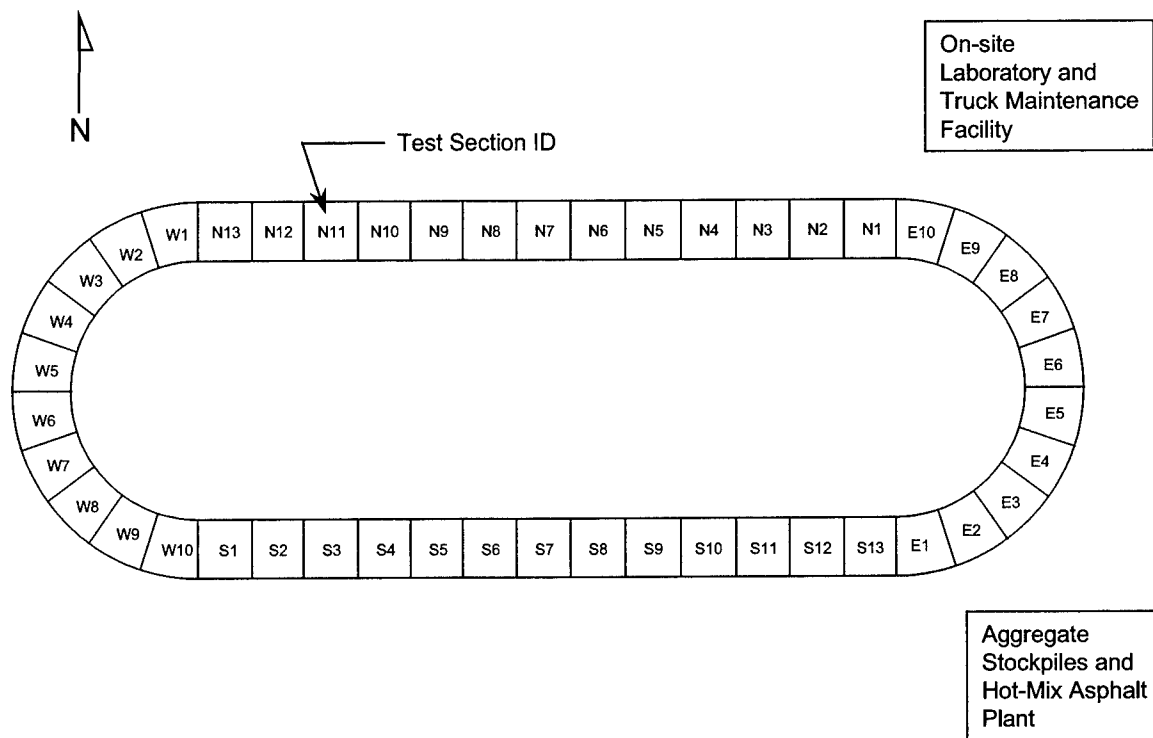 On-site
Laboratory and
Truck Maintenance
Facility
N
Test Section ID
W1 N13 N12 N11 N10 N9 N8 N7 N6 N5 N4 N3 N2 N1 E10
W2 E9
W3 E8
W4 E7
W5 E6
W6 E5
W7 E4
W8 E3
W9 E2
W10 S1 S2 S3 S4 S5 S6 S7 S8 S9 S10 S11 S12 S13 E1
Aggregate
Stockpiles and
Hot-Mix Asphalt
Plant